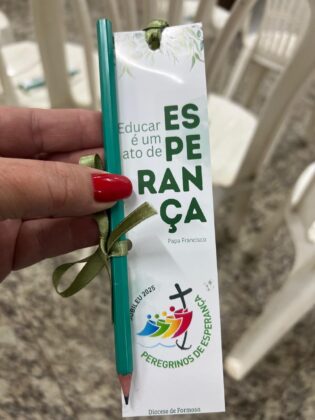 Educar
é um
ato de
ES
PE
RAN
ÇA
Papa Francisco
JUBILEU 2025
PEREGRINOS DE ESPERANÇA
Diocese de Formosa